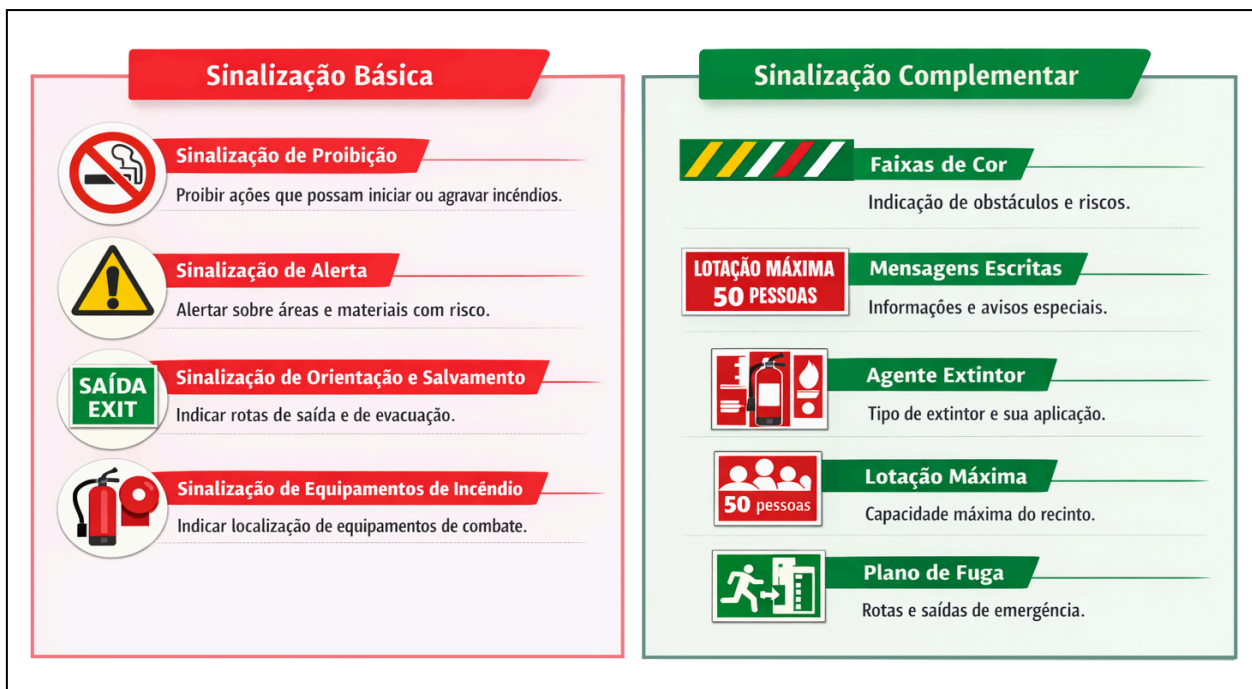 Sinalização Básica
Sinalização de Proibição
Proibir ações que possam iniciar ou agravar incéndios.
Sinalização de Alerta
Alertar sobre áreas e materiais com risco.
SAÍDA
EXIT
Sinalização de Orientação e Salvamento
Indicar rotas de saída e de evacuação.
Sinalização de Equipamentos de Incéndio
Indicar localização de equipamentos de combate.
Sinalização Complementar
Faixas de Cor
Indicação de obstáculos e riscos.
LOTAÇÃO MÁXIMA
50 PESSOAS
Mensagens Escritas
Informações e avisos especiais.
Agente Extintor
Tipo de extintor e sua aplicação.
50 pessoas
Lotação Máxima
Capacidade máxima do recinto.
Plano de Fuga
Rotas e saídas de emergéncia.